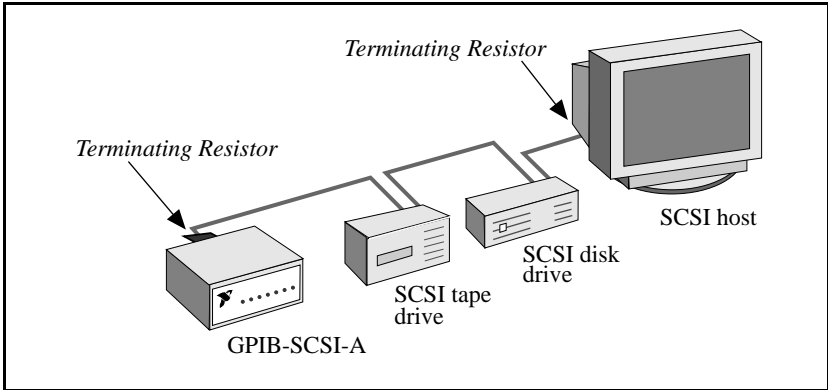 Terminating Resistor
Terminating Resistor
SCSI host
SCSI disk
drive
SCSI tape
drive
GPIB-SCSI-A